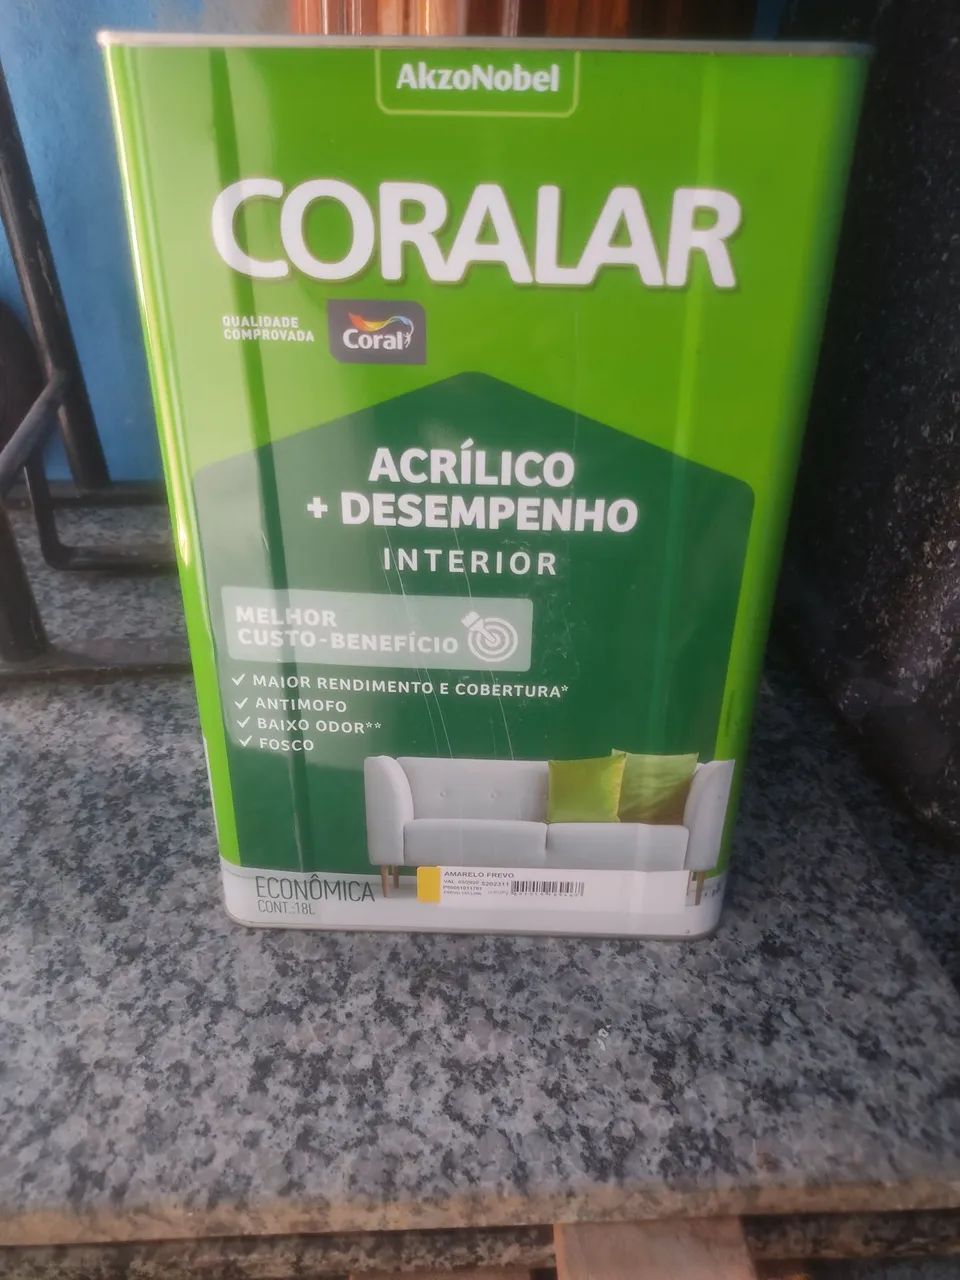 AkzoNobel
CORALAR
QUALIDADE
COMPROVADA
Coral
ACRÍLICO
+ DESEMPENHO
INTERIOR
MELHOR
CUSTO-BENEFÍCIO
MAIOR RENDIMENTO E COBERTURA*
ANTIMOFO
BAIXO ODOR**
FOSCO
ECONÔMICA
CONT.:18L
AMARELO FREVO
5202311